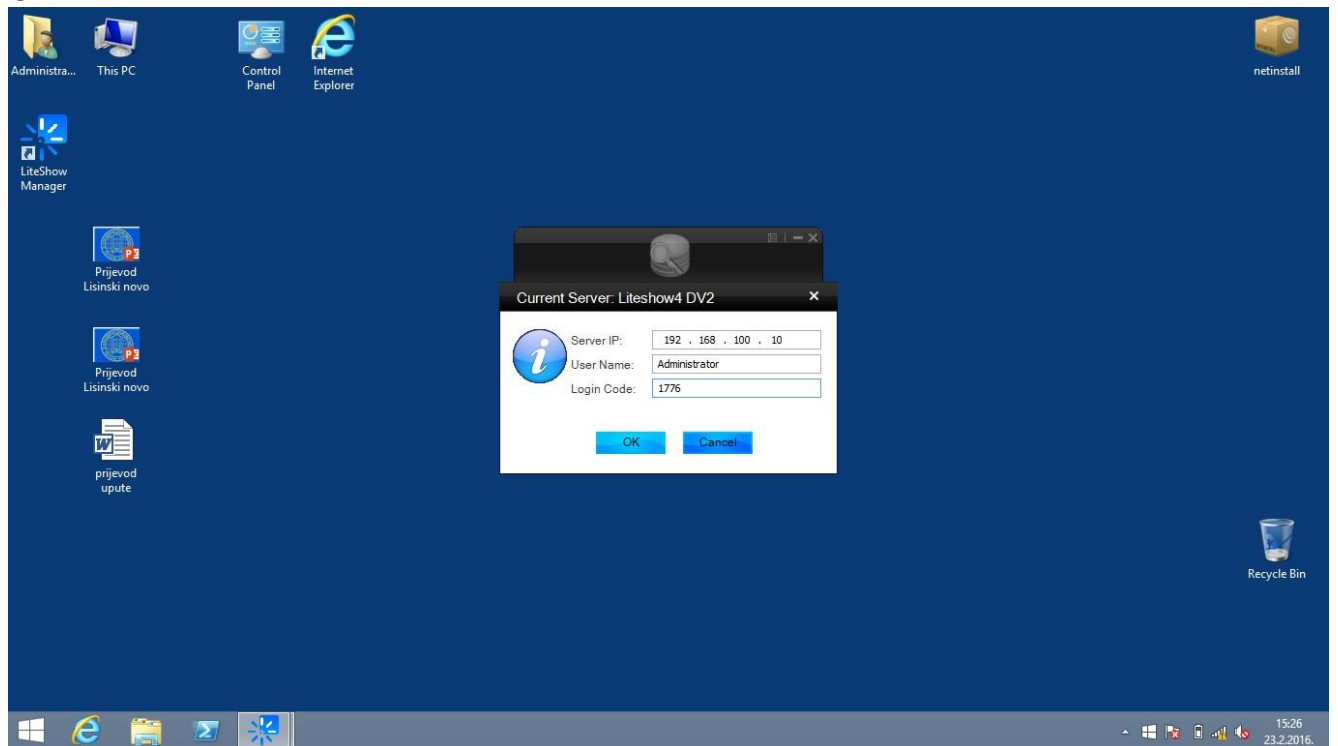 Administra...
This PC
Control
Panel
Internet
Explorer
netinstall
LiteShow
Manager
Prijevod
Lisinski novo
Prijevod
Lisinski novo
prijevod
upute
Current Server: Liteshow4 DV2
Server IP: 192 . 168 . 100 . 10
User Name: Administrator
Login Code: 1776
OK Cancel
Recycle Bin
15:26
23.2.2016.